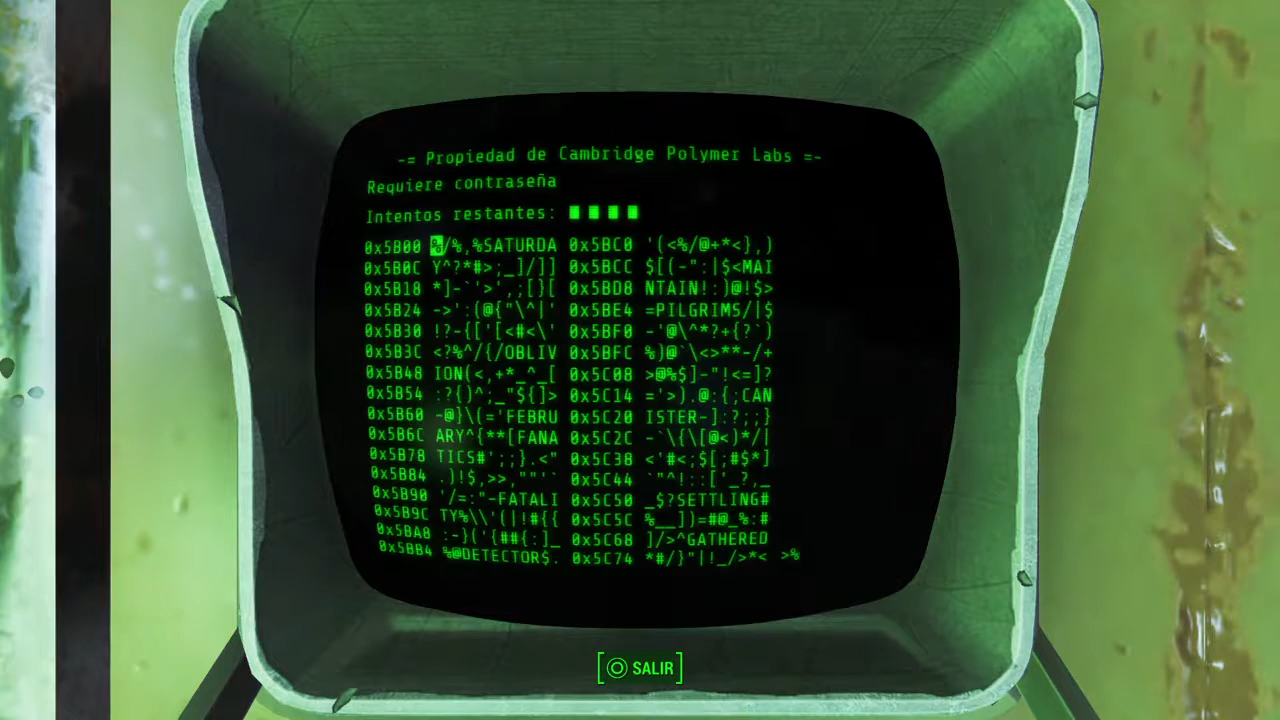 -= Propiedad de Cambridge Polymer Labs =-
Requiere contraseña
Intentos restantes: ■ ■ ■ ■
0x5B00 %/%,%SATURDA 0x5BC0 '(<%/@+*<},)
0x5B0C Y^?*#>;_]/]] 0x5BCC $[(-":|$<MAI
0x5B18 *]-`'>',;[}[ 0x5BD8 NTAIN!:)@!$>
0x5B24 ->':(@{"\^|' 0x5BE4 =PILGRIMS/|$
0x5B30 !?-{['[<#<\' 0x5BF0 -'@\^*?+{?`)
0x5B3C <?%^/{/OBLIV 0x5BFC %)@`\<>**-/+
0x5B48 ION(<,+*_^_[ 0x5C08 >@%$]-"!<=]?
0x5B54 :?{)^;_"${]> 0x5C14 ='>).@:{;CAN
0x5B60 -@}\(='FEBRU 0x5C20 ISTER-]:?;;}
0x5B6C ARY^{**[FANA 0x5C2C -`\{\[@<)*/|
0x5B78 TICS#';;}.<" 0x5C38 <'#<;$[;#$*]
0x5B84 .)!$,>>,""'` 0x5C44 `"^!::['_?,_
0x5B90 '/=:"-FATALI 0x5C50 _$?SETTLING#
0x5B9C TY%\\'(|!#{{ 0x5C5C %__])=#@_%:#
0x5BA8 :-}('{##{:]_ 0x5C68 ]/>^GATHERED
0x5BB4 %@DETECTOR$. 0x5C74 *#/}"|!_/>*< >%
SALIR